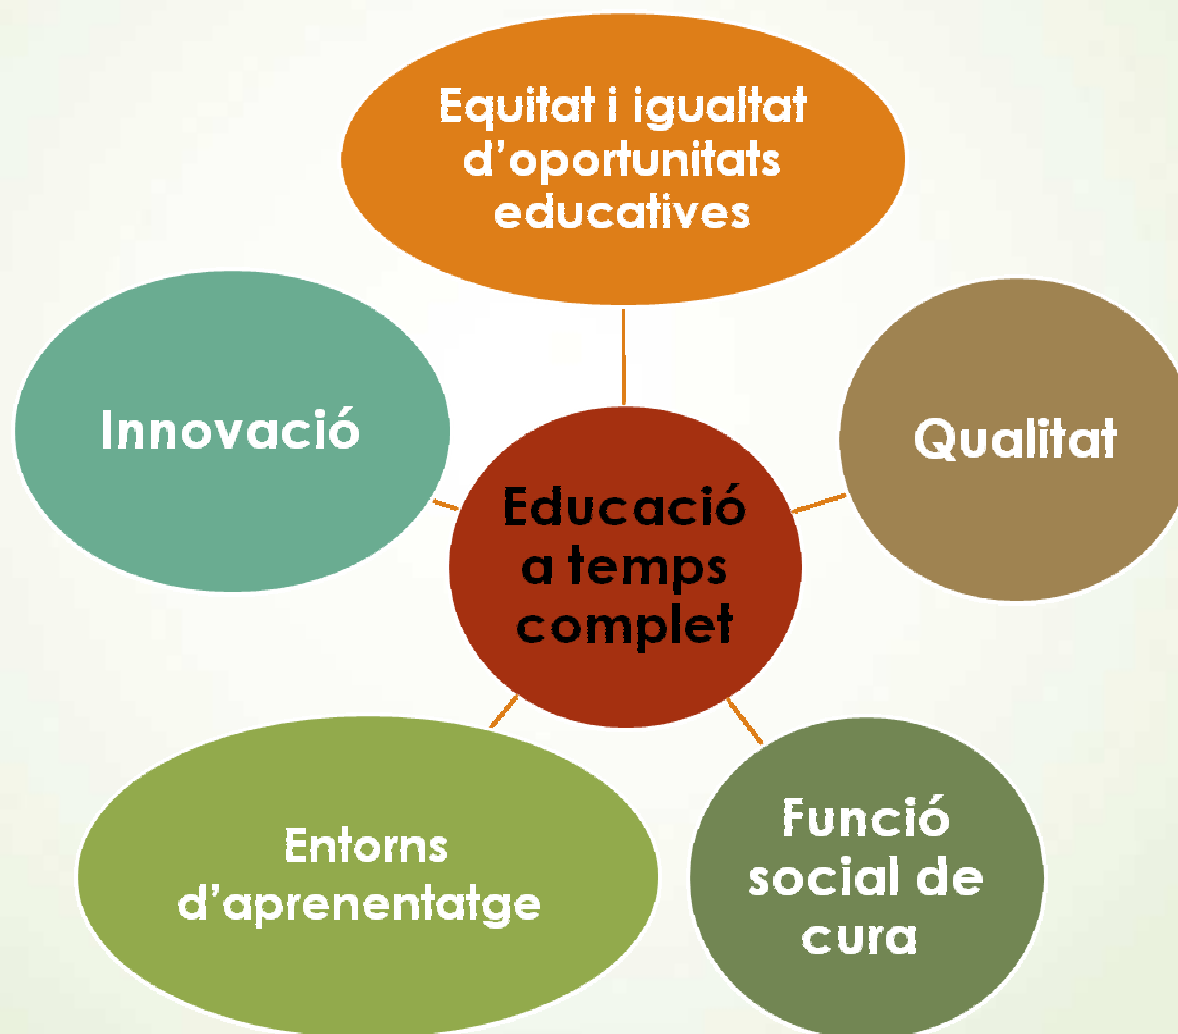 Equitat i igualtat
d’oportunitats
educatives
Innovació
Qualitat
Educació
a temps
complet
Entorns
d’aprenentatge
Funció
social de
cura